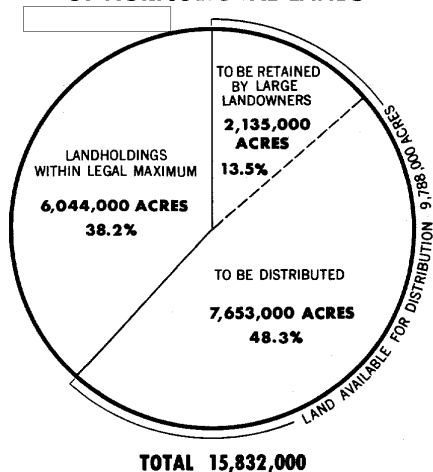 TO BE RETAINED
BY LARGE
LANDOWNERS
2,135,000
ACRES
13.5%
LANDHOLDINGS
WITHIN LEGAL MAXIMUM
6,044,000 ACRES
38.2%
TO BE DISTRIBUTED
7,653,000 ACRES
48.3%
LAND AVAILABLE FOR DISTRIBUTION 9,788,000 ACRES
TOTAL 15,832,000